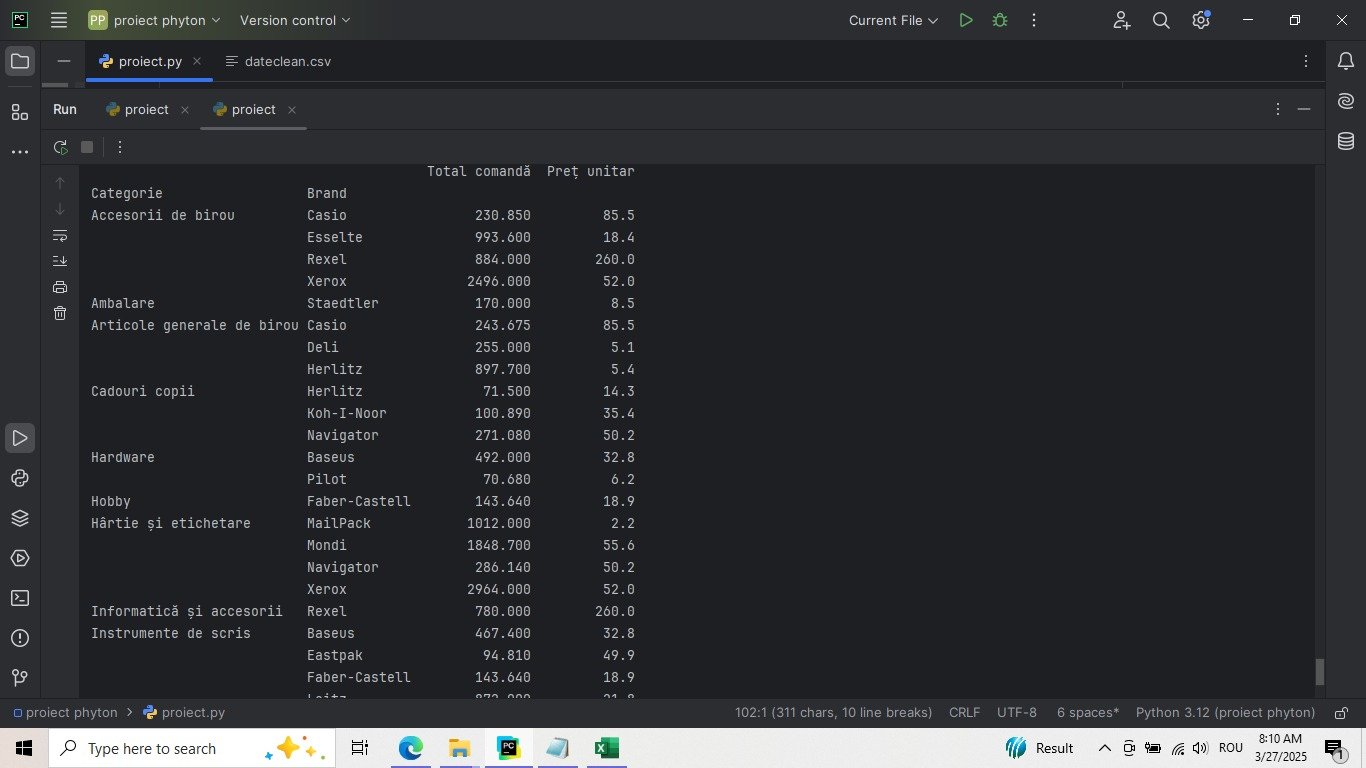 PC PP proiect phyton Version control Current File
proiect.py dateclean.csv
Run proiect proiect
Total comandă Preț unitar
Categorie Brand
Accesorii de birou Casio 230.850 85.5
Esselte 993.600 18.4
Rexel 884.000 260.0
Xerox 2496.000 52.0
Ambalare Staedtler 170.000 8.5
Articole generale de birou Casio 243.675 85.5
Deli 255.000 5.1
Herlitz 897.700 5.4
Cadouri copii Herlitz 71.500 14.3
Koh-I-Noor 100.890 35.4
Navigator 271.080 50.2
Hardware Baseus 492.000 32.8
Pilot 70.680 6.2
Hobby Faber-Castell 143.640 18.9
Hârtie și etichetare MailPack 1012.000 2.2
Mondi 1848.700 55.6
Navigator 286.140 50.2
Xerox 2964.000 52.0
Informatică și accesorii Rexel 780.000 260.0
Instrumente de scris Baseus 467.400 32.8
Eastpak 94.810 49.9
Faber-Castell 143.640 18.9
proiect phyton > proiect.py 102:1 (311 chars, 10 line breaks) CRLF UTF-8 6 spaces* Python 3.12 (proiect phyton)
Type here to search PC Result ROU 8:10 AM
3/27/2025 1